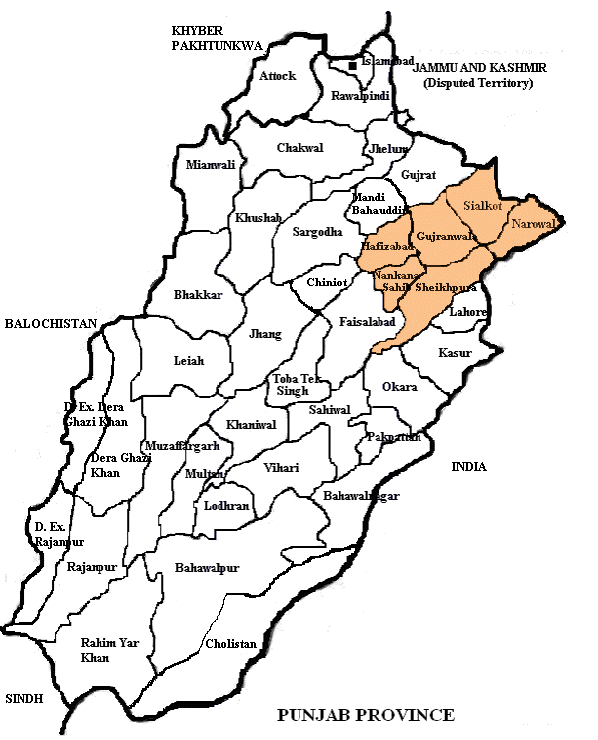 KHYBER
PAKHTUNKWA
Islamabad
JAMMU AND KASHMIR
(Disputed Territory)
Attock
Rawalpindi
Chakwal
Jhelum
Mianwali
Gujrat
Mandi
Bahauddin
Sialkot
Khushab
Narowal
Sargodha
Gujranwala
Hafizabad
Nankana
Sahib
Sheikhpura
Chiniot
Bhakkar
Lahore
BALOCHISTAN
Faisalabad
Jhang
Kasur
Leiah
Toba Tek
Singh
Okara
D. Ex. Dera
Ghazi Khan
Sahiwal
Khaniwal
Pakpattan
Muzaffargarh
Dera Ghazi
Khan
Multan
Vihari
INDIA
Bahawalnagar
Lodhran
D. Ex.
Rajanpur
Rajanpur
Bahawalpur
Rahim Yar
Khan
Cholistan
SINDH
PUNJAB PROVINCE